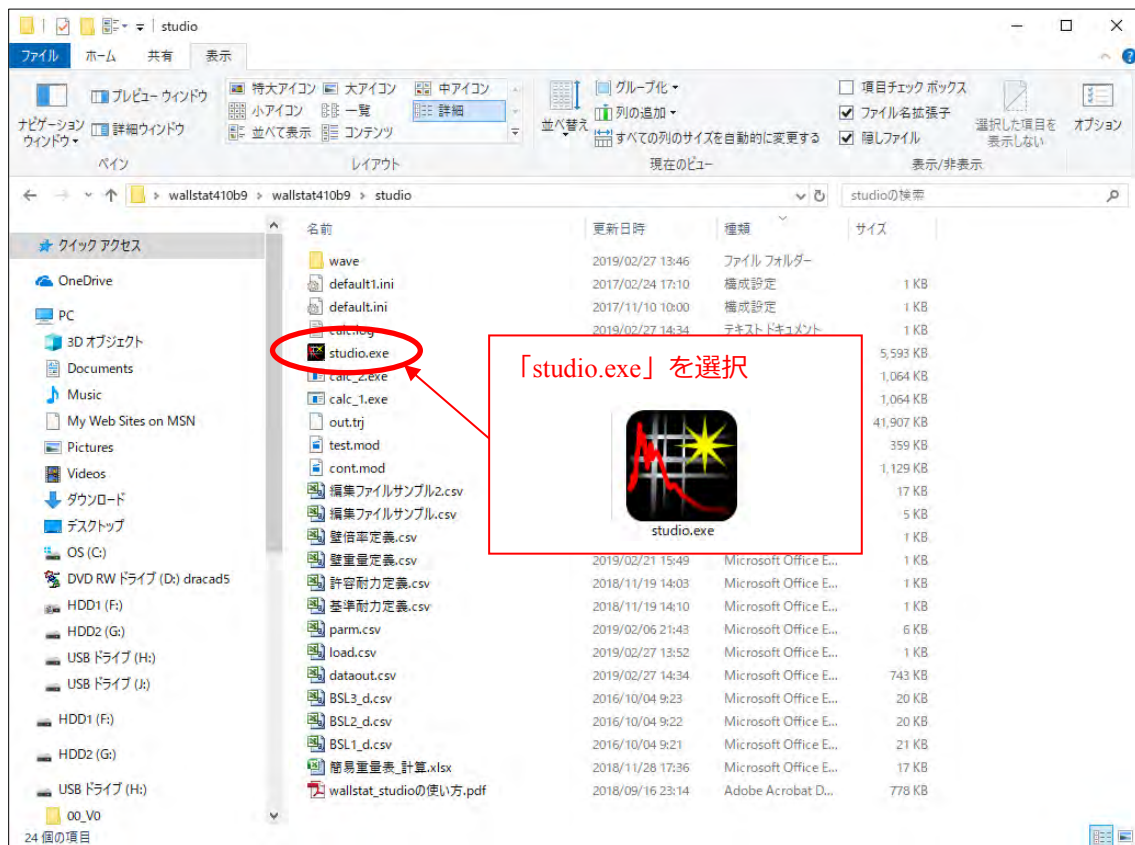 studio
ファイル ホーム 共有 表示
ナビゲーション ウィンドウ
プレビュー ウィンドウ
詳細ウィンドウ
特大アイコン 大アイコン 中アイコン
小アイコン 一覧 詳細
並べて表示 コンテンツ
並べ替え
グループ化
列の追加
すべての列のサイズを自動的に変更する
項目チェック ボックス
ファイル名拡張子
隠しファイル
選択した項目を表示しない
オプション
ペイン レイアウト 現在のビュー 表示/非表示
wallstat410b9 > wallstat410b9 > studio
studioの検索
クイック アクセス
OneDrive
PC
3D オブジェクト
Documents
Music
My Web Sites on MSN
Pictures
Videos
ダウンロード
デスクトップ
OS (C:)
DVD RW ドライブ (D:) dracad5
HDD1 (F:)
HDD2 (G:)
USB ドライブ (H:)
USB ドライブ (J:)
HDD1 (F:)
HDD2 (G:)
USB ドライブ (H:)
00_V0
名前 更新日時 種類 サイズ
wave 2019/02/27 13:46 ファイル フォルダー
default1.ini 2017/02/24 17:10 構成設定 1 KB
default.ini 2017/11/10 10:00 構成設定 1 KB
calc.log 2019/02/27 14:34 テキスト ドキュメント 1 KB
studio.exe 5,593 KB
calc_2.exe 1,064 KB
calc_1.exe 1,064 KB
out.trj 41,907 KB
test.mod 359 KB
cont.mod 1,129 KB
編集ファイルサンプル2.csv 17 KB
編集ファイルサンプル.csv 5 KB
壁倍率定義.csv 1 KB
壁重量定義.csv 2019/02/21 15:49 Microsoft Office E... 1 KB
許容耐力定義.csv 2018/11/19 14:03 Microsoft Office E... 1 KB
基準耐力定義.csv 2018/11/19 14:10 Microsoft Office E... 1 KB
parm.csv 2019/02/06 21:43 Microsoft Office E... 6 KB
load.csv 2019/02/27 13:52 Microsoft Office E... 1 KB
dataout.csv 2019/02/27 14:34 Microsoft Office E... 743 KB
BSL3_d.csv 2016/10/04 9:23 Microsoft Office E... 20 KB
BSL2_d.csv 2016/10/04 9:22 Microsoft Office E... 20 KB
BSL1_d.csv 2016/10/04 9:21 Microsoft Office E... 21 KB
簡易重量表_計算.xlsx 2018/11/28 17:36 Microsoft Office E... 17 KB
wallstat_studioの使い方.pdf 2018/09/16 23:14 Adobe Acrobat D... 778 KB
「studio.exe」を選択
studio.exe
24 個の項目